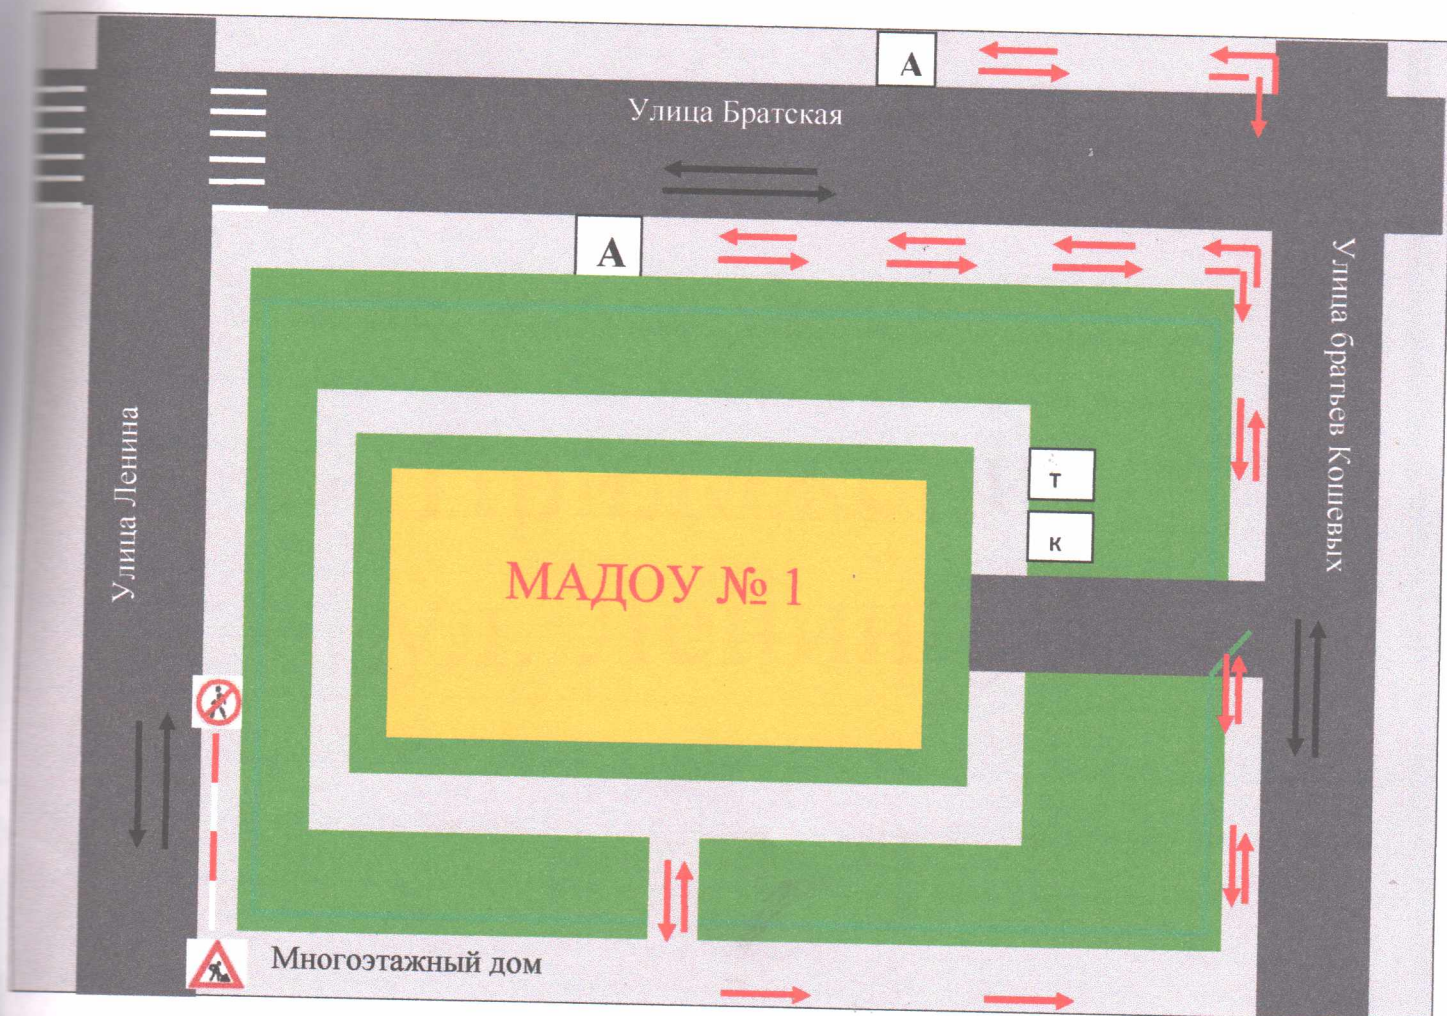 А
Улица Братская
А
Улица братьев Кошевых
Улица Ленина
т
к
МАДОУ № 1
Многоэтажный дом